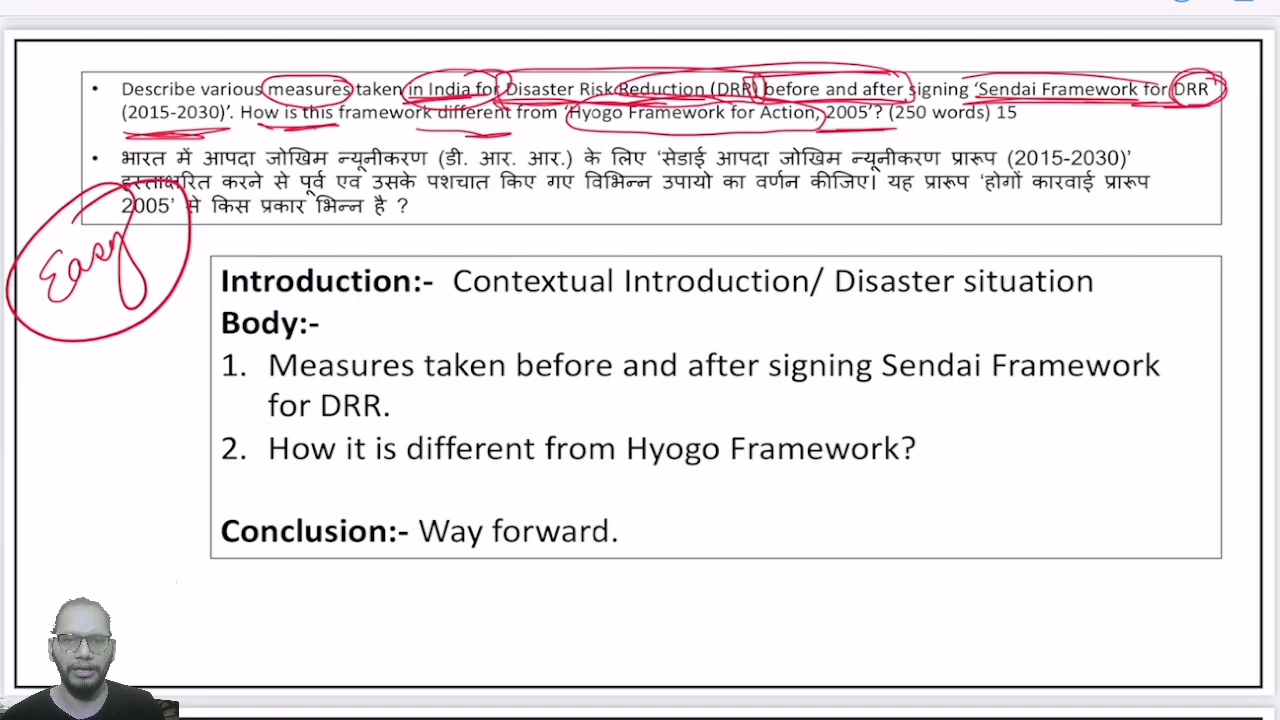 • Describe various measures taken in India for Disaster Risk Reduction (DRR) before and after signing ‘Sendai Framework for DRR
(2015-2030)’. How is this framework different from ‘Hyogo Framework for Action, 2005’? (250 words) 15
• भारत में आपदा जोखिम न्यूनीकरण (डी. आर. आर.) के लिए ‘सेडाई आपदा जोखिम न्यूनीकरण प्रारूप (2015-2030)’
हस्ताक्षरित करने से पूर्व एवं उसके पशचात किए गए विभिन्न उपायो का वर्णन कीजिए। यह प्रारूप ‘होगों कारवाई प्रारूप
2005’ से किस प्रकार भिन्न है ?
Easy
Introduction:- Contextual Introduction/ Disaster situation
Body:-
1. Measures taken before and after signing Sendai Framework
for DRR.
2. How it is different from Hyogo Framework?
Conclusion:- Way forward.